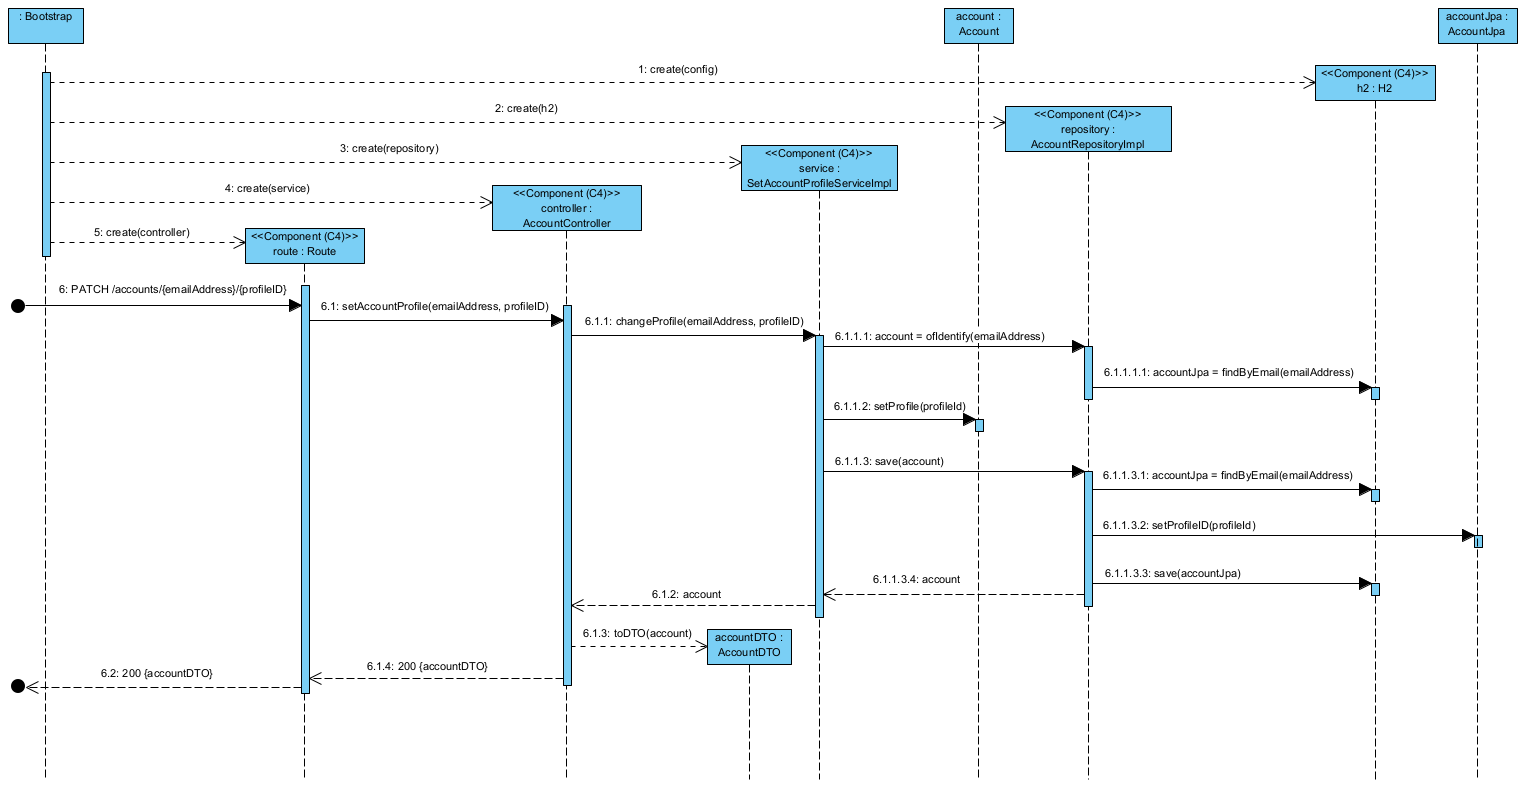 : Bootstrap
account :
Account
accountJpa :
AccountJpa
1: create(config)
<<Component (C4)>>
h2 : H2
2: create(h2)
<<Component (C4)>>
repository :
AccountRepositoryImpl
3: create(repository)
<<Component (C4)>>
service :
SetAccountProfileServiceImpl
4: create(service)
<<Component (C4)>>
controller :
AccountController
5: create(controller)
<<Component (C4)>>
route : Route
6: PATCH /accounts/{emailAddress}/{profileID}
6.1: setAccountProfile(emailAddress, profileID)
6.1.1: changeProfile(emailAddress, profileID)
6.1.1.1: account = ofIdentify(emailAddress)
6.1.1.1.1: accountJpa = findByEmail(emailAddress)
6.1.1.2: setProfile(profileId)
6.1.1.3: save(account)
6.1.1.3.1: accountJpa = findByEmail(emailAddress)
6.1.1.3.2: setProfileID(profileId)
6.1.1.3.3: save(accountJpa)
6.1.1.3.4: account
6.1.2: account
6.1.3: toDTO(account)
accountDTO :
AccountDTO
6.1.4: 200 {accountDTO}
6.2: 200 {accountDTO}